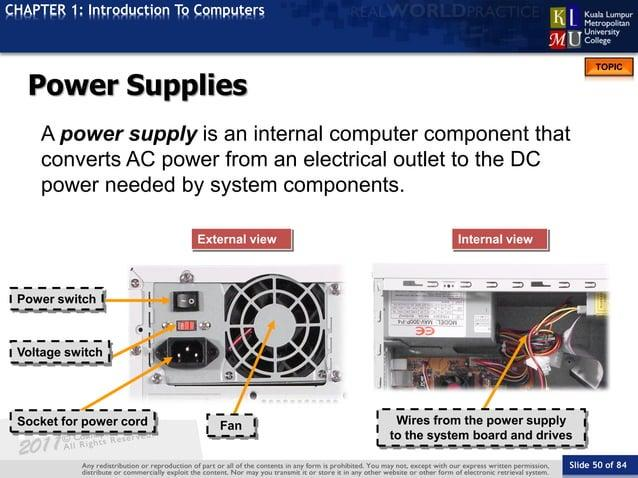 CHAPTER 1: Introduction To Computers
REALWORLDPRACTICE
KL
MU
Kuala Lumpur
Metropolitan
University
College
TOPIC
Power Supplies
A power supply is an internal computer component that
converts AC power from an electrical outlet to the DC
power needed by system components.
External view
Internal view
Power switch
Voltage switch
Socket for power cord
Fan
Wires from the power supply
to the system board and drives
2011
All Rights Reserved
Any redistribution or reproduction of part or all of the contents in any form is prohibited. You may not, except with our express written permission,
distribute or commercially exploit the content. Nor may you transmit it or store it in any other website or other form of electronic retrieval system.
Slide 50 of 84